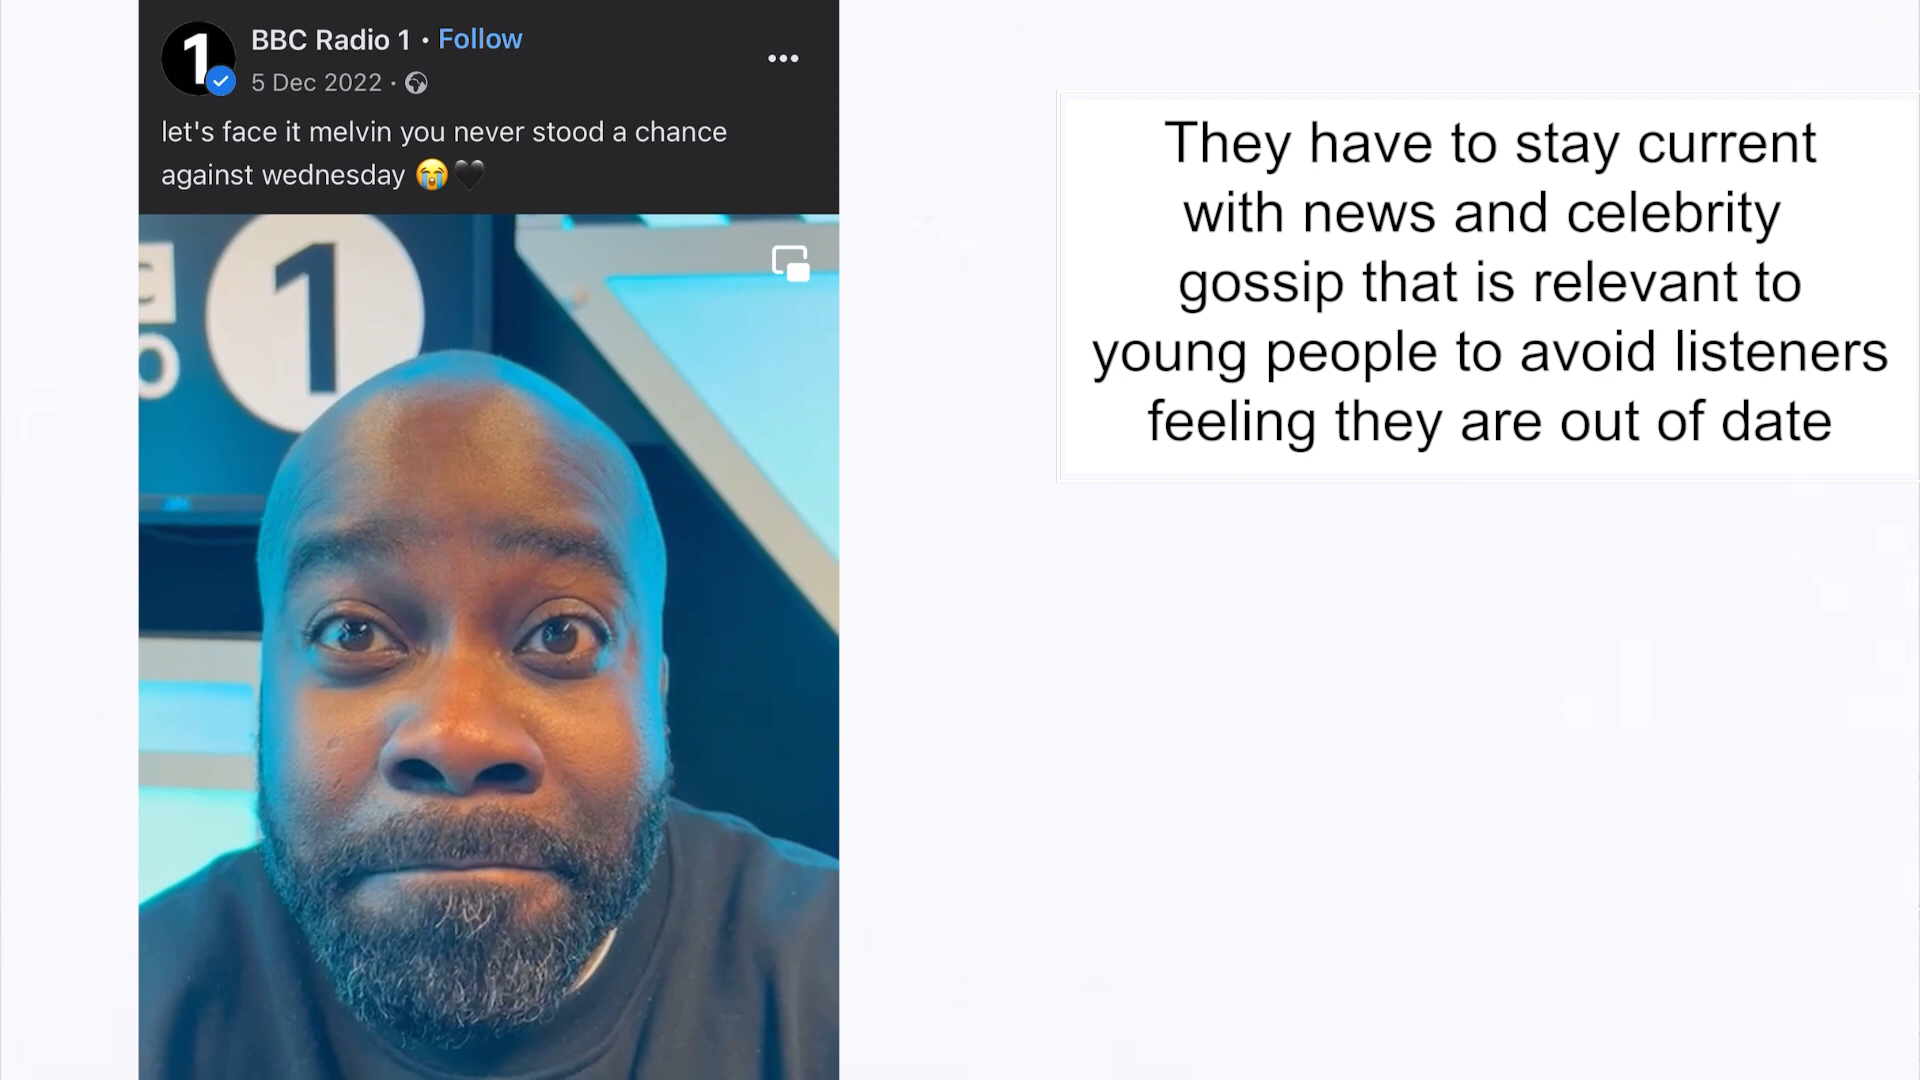 BBC Radio 1 · Follow
5 Dec 2022 ·
let's face it melvin you never stood a chance
against wednesday 😭🖤
1
1
C
O
They have to stay current
with news and celebrity
gossip that is relevant to
young people to avoid listeners
feeling they are out of date